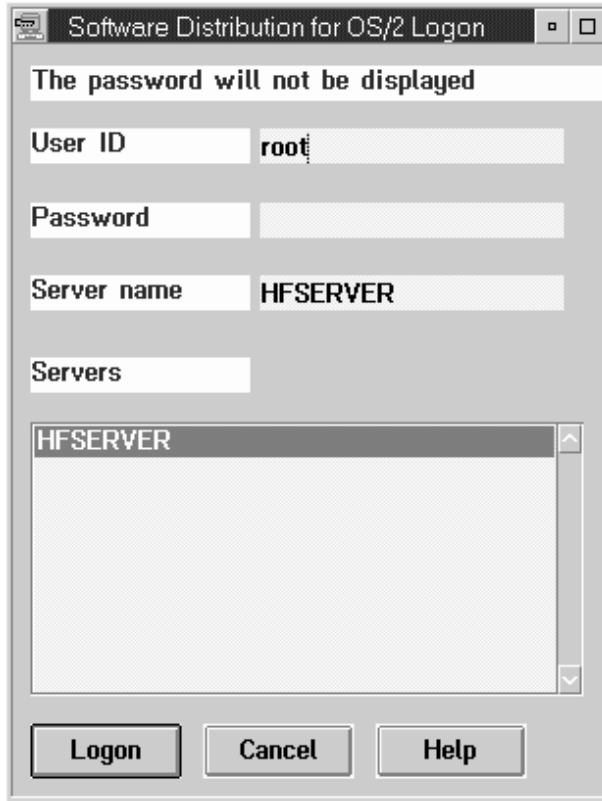 Software Distribution for OS/2 Logon
The password will not be displayed
User ID
root
Password
Server name
HFSERVER
Servers
HFSERVER
Logon
Cancel
Help